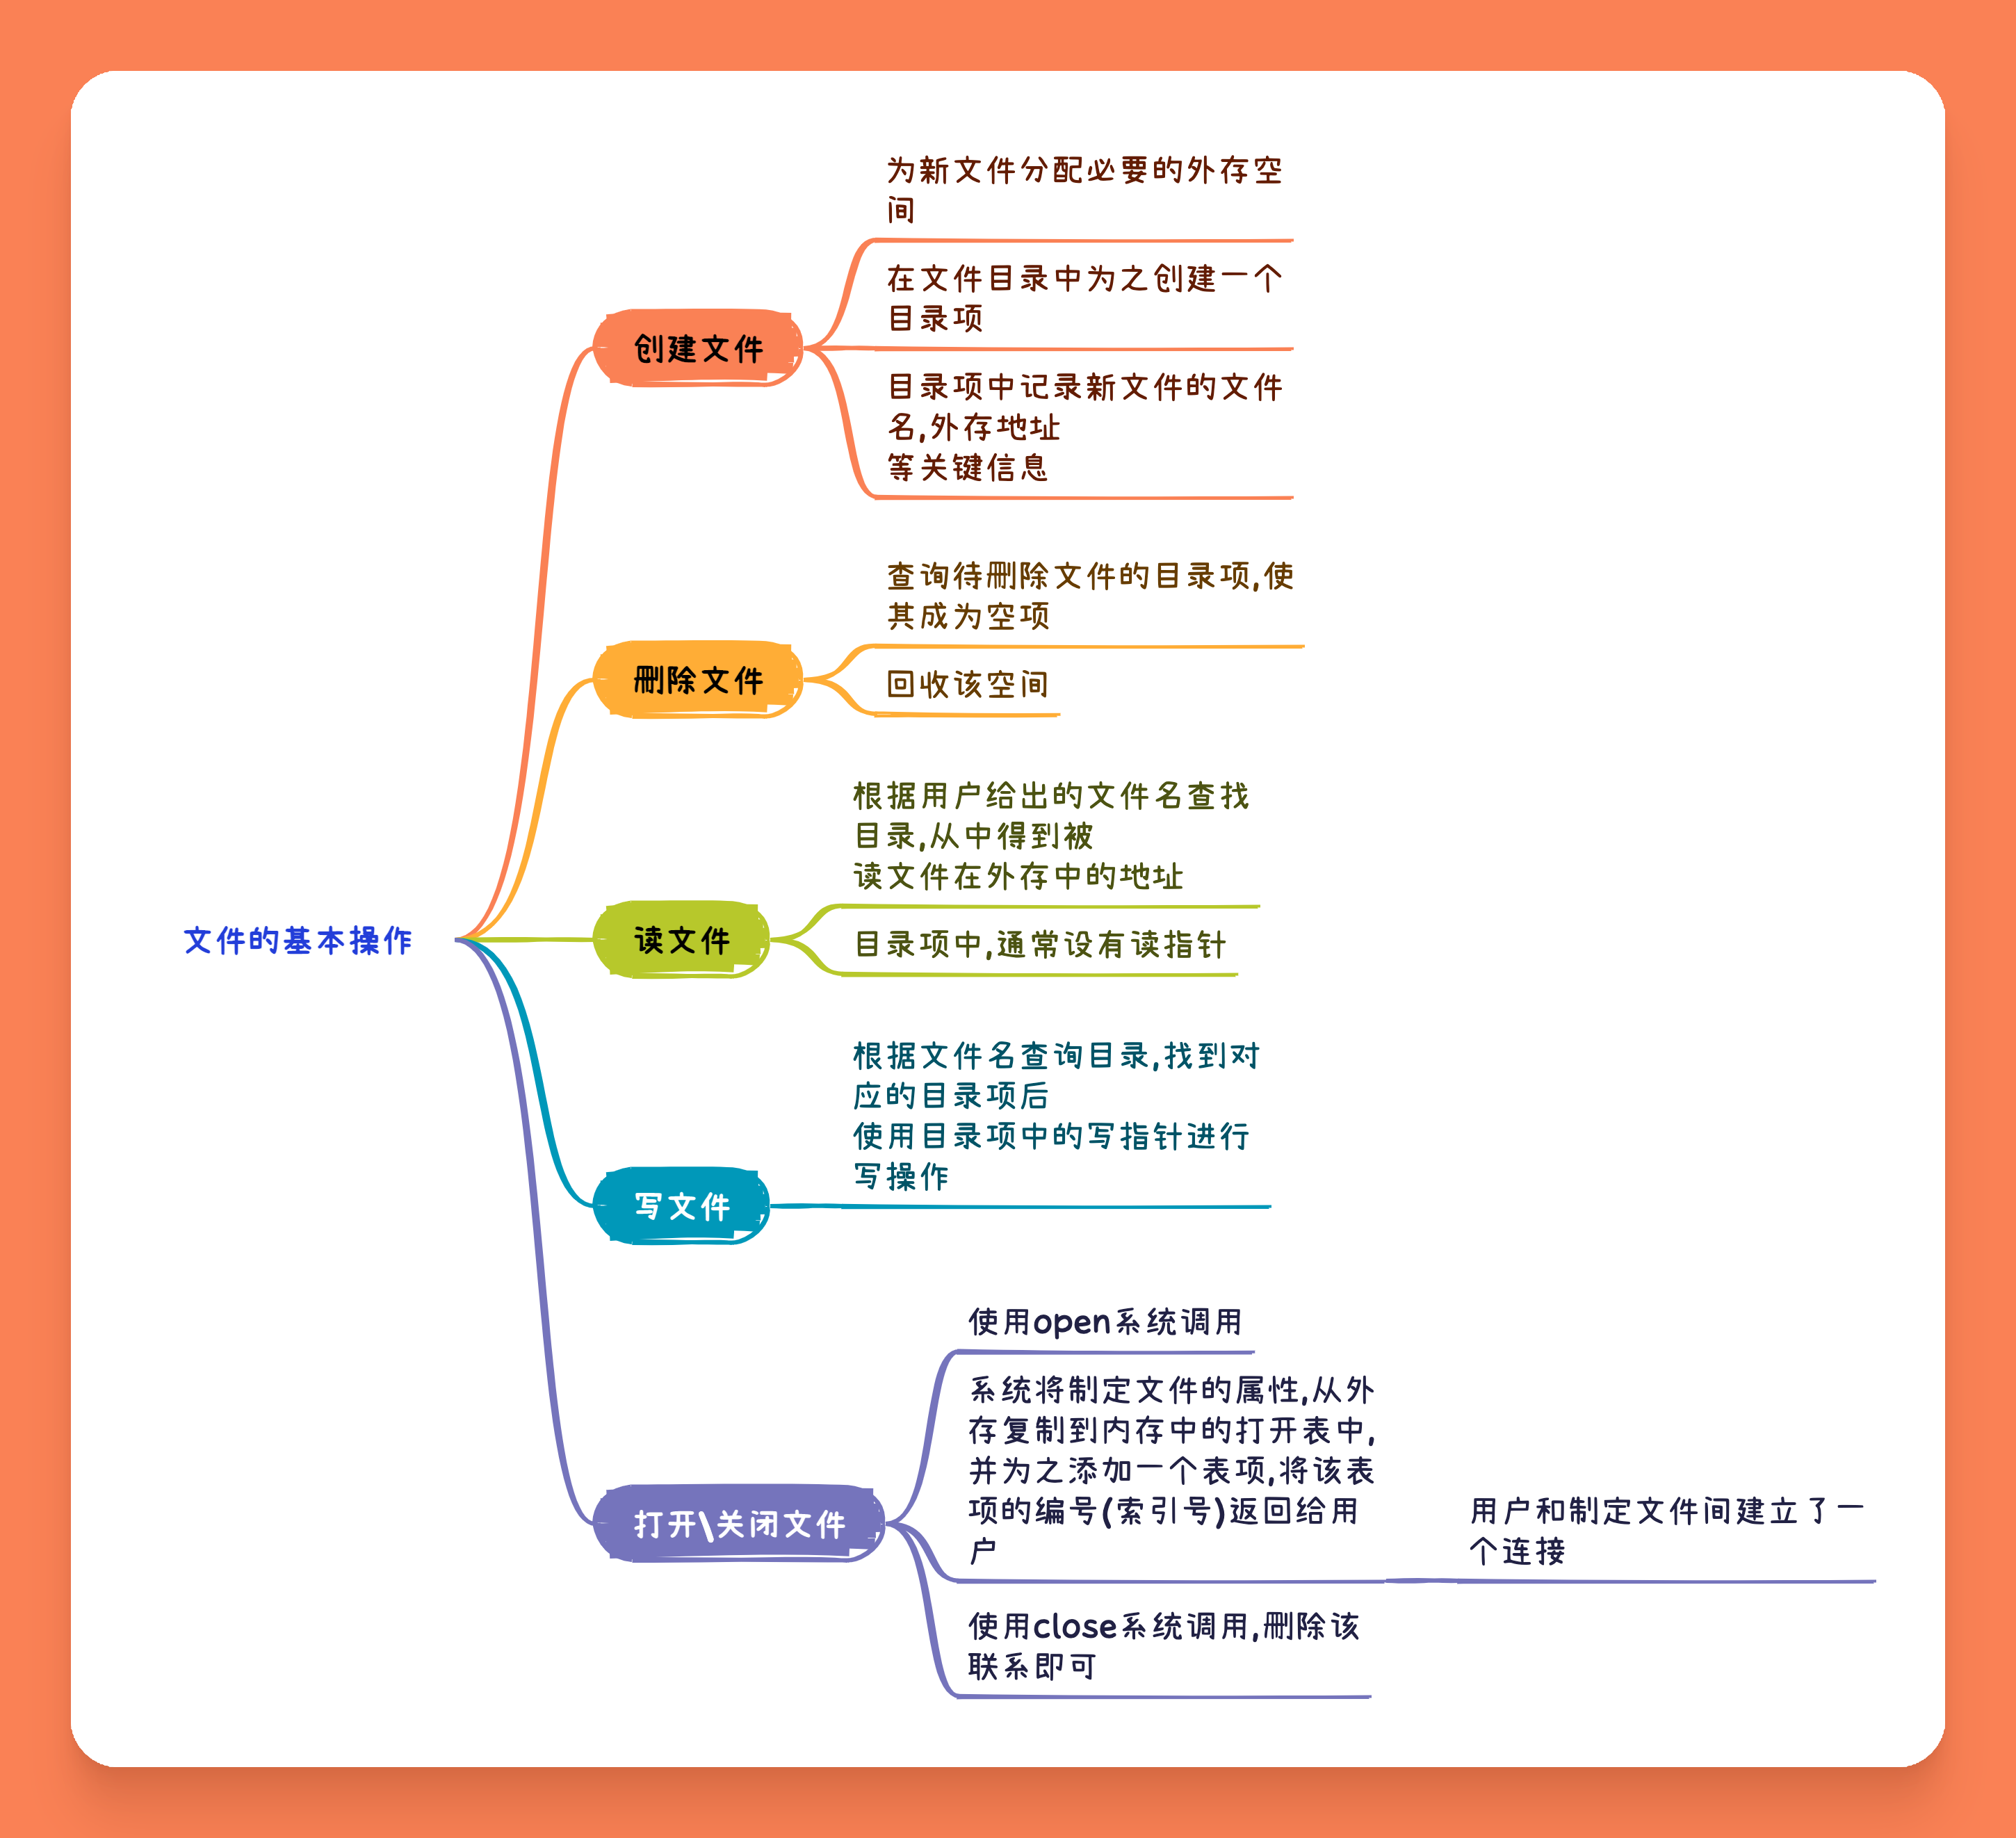 为新文件分配必要的外存空
间
在文件目录中为之创建一个
目录项
创建文件
目录项中记录新文件的文件
名,外存地址
等关键信息
查询待删除文件的目录项,使
其成为空项
删除文件
回收该空间
根据用户给出的文件名查找
目录,从中得到被
读文件在外存中的地址
文件的基本操作
读文件
目录项中,通常设有读指针
根据文件名查询目录,找到对
应的目录项后
使用目录项中的写指针进行
写操作
写文件
使用open系统调用
系统将制定文件的属性,从外
存复制到内存中的打开表中,
并为之添加一个表项,将该表
项的编号(索引号)返回给用
户
用户和制定文件间建立了一
个连接
打开\关闭文件
使用close系统调用,删除该
联系即可